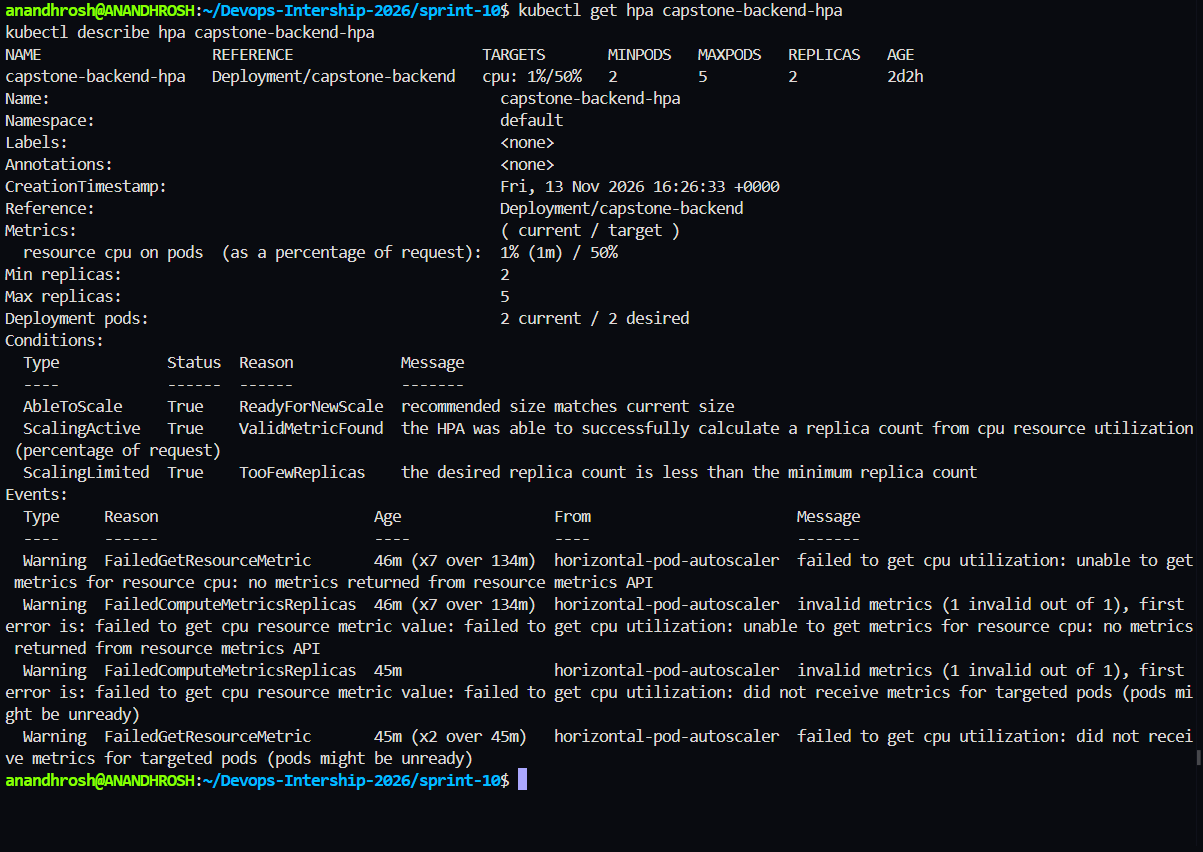 anandhrosh@ANANDHROSH:~/Devops-Intership-2026/sprint-10$ kubectl get hpa capstone-backend-hpa
kubectl describe hpa capstone-backend-hpa
NAME                   REFERENCE                     TARGETS       MINPODS   MAXPODS   REPLICAS   AGE
capstone-backend-hpa   Deployment/capstone-backend   cpu: 1%/50%   2         5         2          2d2h
Name:                                                  capstone-backend-hpa
Namespace:                                             default
Labels:                                                <none>
Annotations:                                           <none>
CreationTimestamp:                                     Fri, 13 Nov 2026 16:26:33 +0000
Reference:                                             Deployment/capstone-backend
Metrics:                                               ( current / target )
  resource cpu on pods  (as a percentage of request):  1% (1m) / 50%
Min replicas:                                          2
Max replicas:                                          5
Deployment pods:                                       2 current / 2 desired
Conditions:
  Type            Status  Reason            Message
  ----            ------  ------            -------
  AbleToScale     True    ReadyForNewScale  recommended size matches current size
  ScalingActive   True    ValidMetricFound  the HPA was able to successfully calculate a replica count from cpu resource utilization
 (percentage of request)
  ScalingLimited  True    TooFewReplicas    the desired replica count is less than the minimum replica count
Events:
  Type     Reason                        Age                 From                       Message
  ----     ------                        ----                ----                       -------
  Warning  FailedGetResourceMetric       46m (x7 over 134m)  horizontal-pod-autoscaler  failed to get cpu utilization: unable to get
 metrics for resource cpu: no metrics returned from resource metrics API
  Warning  FailedComputeMetricsReplicas  46m (x7 over 134m)  horizontal-pod-autoscaler  invalid metrics (1 invalid out of 1), first
error is: failed to get cpu resource metric value: failed to get cpu utilization: unable to get metrics for resource cpu: no metrics
 returned from resource metrics API
  Warning  FailedComputeMetricsReplicas  45m                 horizontal-pod-autoscaler  invalid metrics (1 invalid out of 1), first
error is: failed to get cpu resource metric value: failed to get cpu utilization: did not receive metrics for targeted pods (pods mi
ght be unready)
  Warning  FailedGetResourceMetric       45m (x2 over 45m)   horizontal-pod-autoscaler  failed to get cpu utilization: did not recei
ve metrics for targeted pods (pods might be unready)
anandhrosh@ANANDHROSH:~/Devops-Intership-2026/sprint-10$